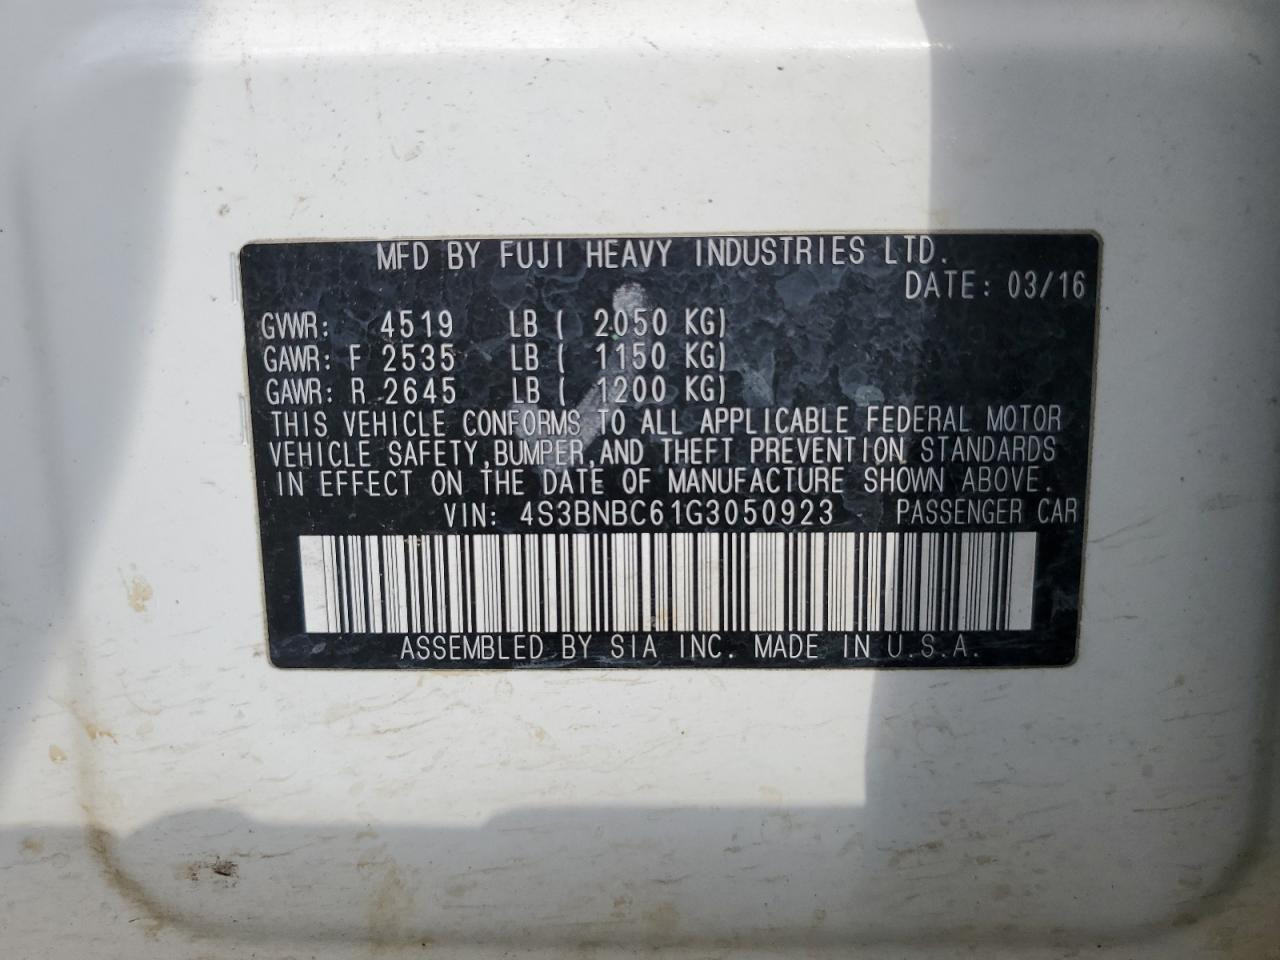 MFD BY FUJI HEAVY INDUSTRIES LTD.
DATE: 03/16
GVWR: 4519 LB ( 2050 KG)
GAWR: F 2535 LB ( 1150 KG)
GAWR: R 2645 LB ( 1200 KG)
THIS VEHICLE CONFORMS TO ALL APPLICABLE FEDERAL MOTOR
VEHICLE SAFETY,BUMPER,AND THEFT PREVENTION STANDARDS
IN EFFECT ON THE DATE OF MANUFACTURE SHOWN ABOVE.
VIN: 4S3BNBC61G3050923 PASSENGER CAR
ASSEMBLED BY SIA INC. MADE IN U.S.A.